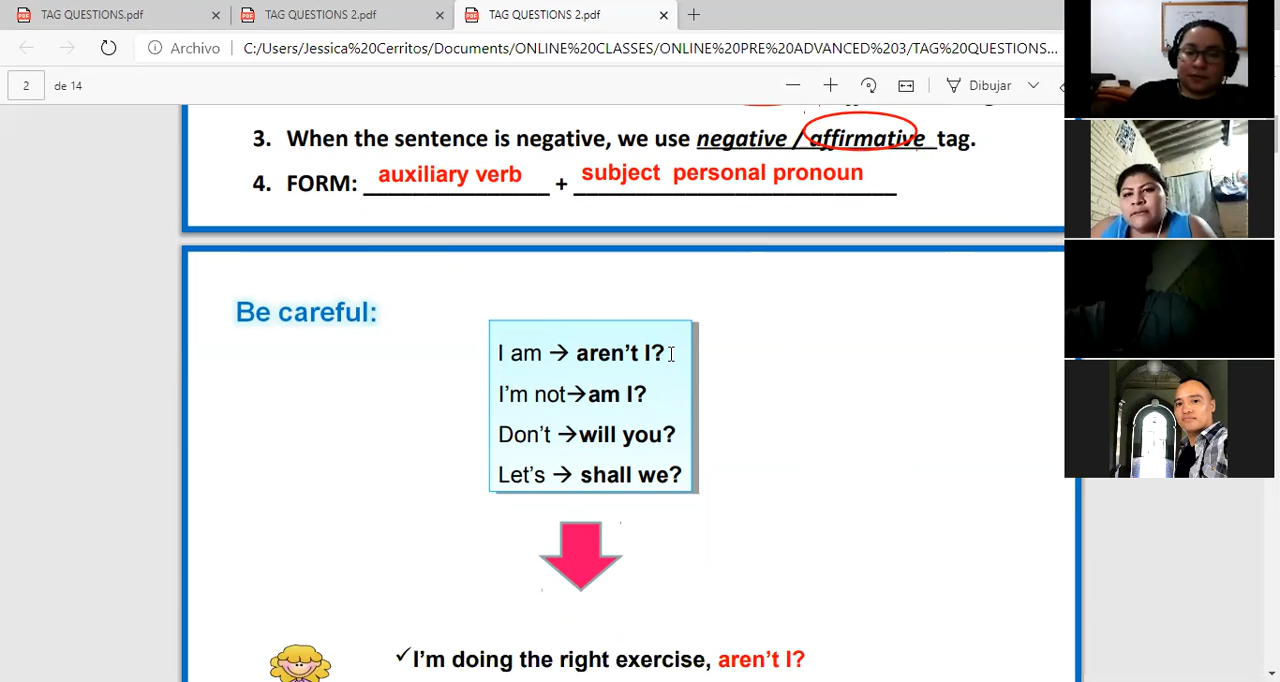 TAG QUESTIONS.pdf
TAG QUESTIONS 2.pdf
TAG QUESTIONS 2.pdf
Archivo
C:/Users/Jessica%20Cerritos/Documents/ONLINE%20CLASSES/ONLINE%20PRE%20ADVANCED%203/TAG%20QUESTIONS...
2 de 14
Dibujar
3. When the sentence is negative, we use negative / affirmative tag.
4. FORM: auxiliary verb + subject personal pronoun
Be careful:
I am → aren't I?
I'm not→am I?
Don't →will you?
Let's → shall we?
✓I'm doing the right exercise, aren't I?